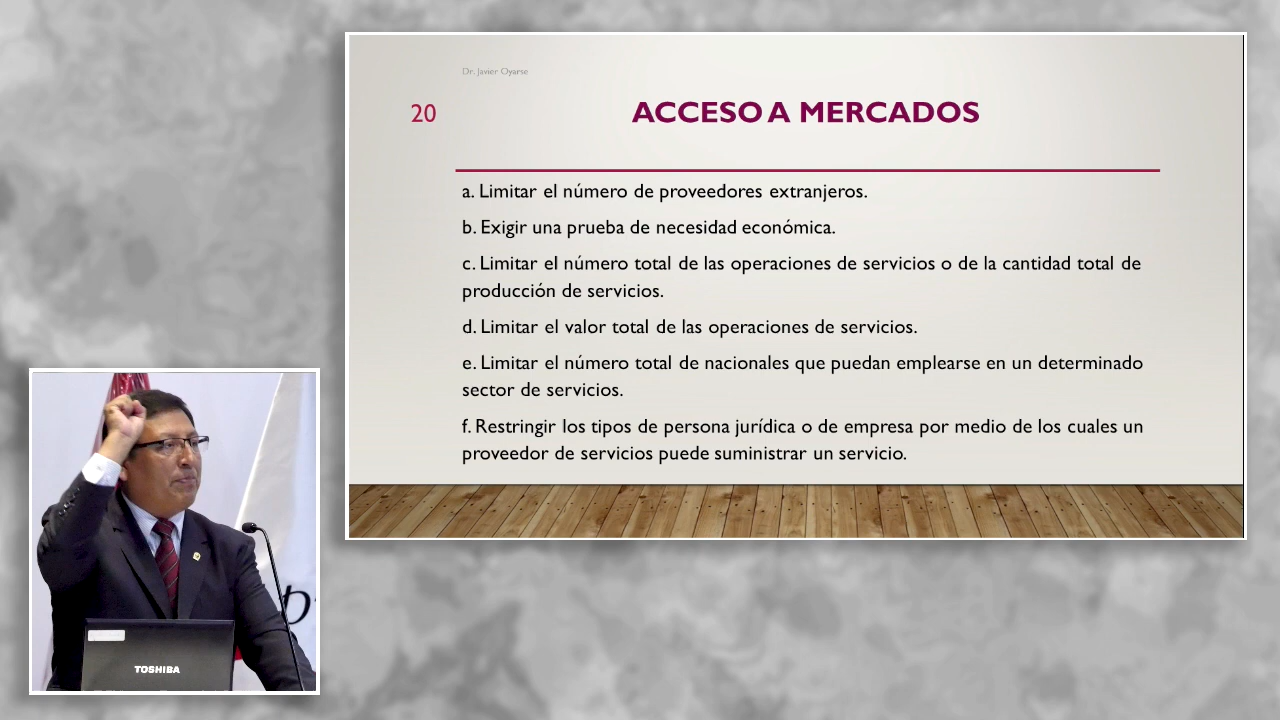 Dr. Javier Oyarse
20
ACCESO A MERCADOS
a. Limitar el número de proveedores extranjeros.
b. Exigir una prueba de necesidad económica.
c. Limitar el número total de las operaciones de servicios o de la cantidad total de
producción de servicios.
d. Limitar el valor total de las operaciones de servicios.
e. Limitar el número total de nacionales que puedan emplearse en un determinado
sector de servicios.
f. Restringir los tipos de persona jurídica o de empresa por medio de los cuales un
proveedor de servicios puede suministrar un servicio.
TOSHIBA